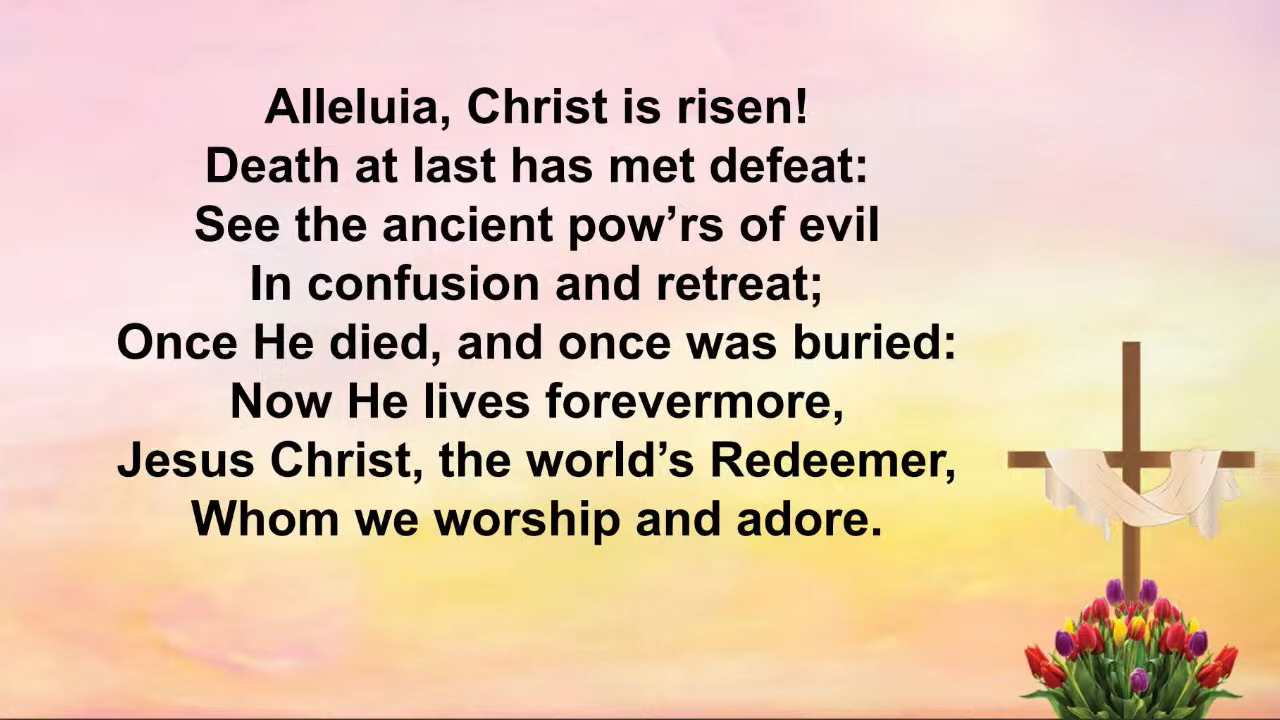 Alleluia, Christ is risen!
Death at last has met defeat:
See the ancient pow’rs of evil
In confusion and retreat;
Once He died, and once was buried:
Now He lives forevermore,
Jesus Christ, the world’s Redeemer,
Whom we worship and adore.